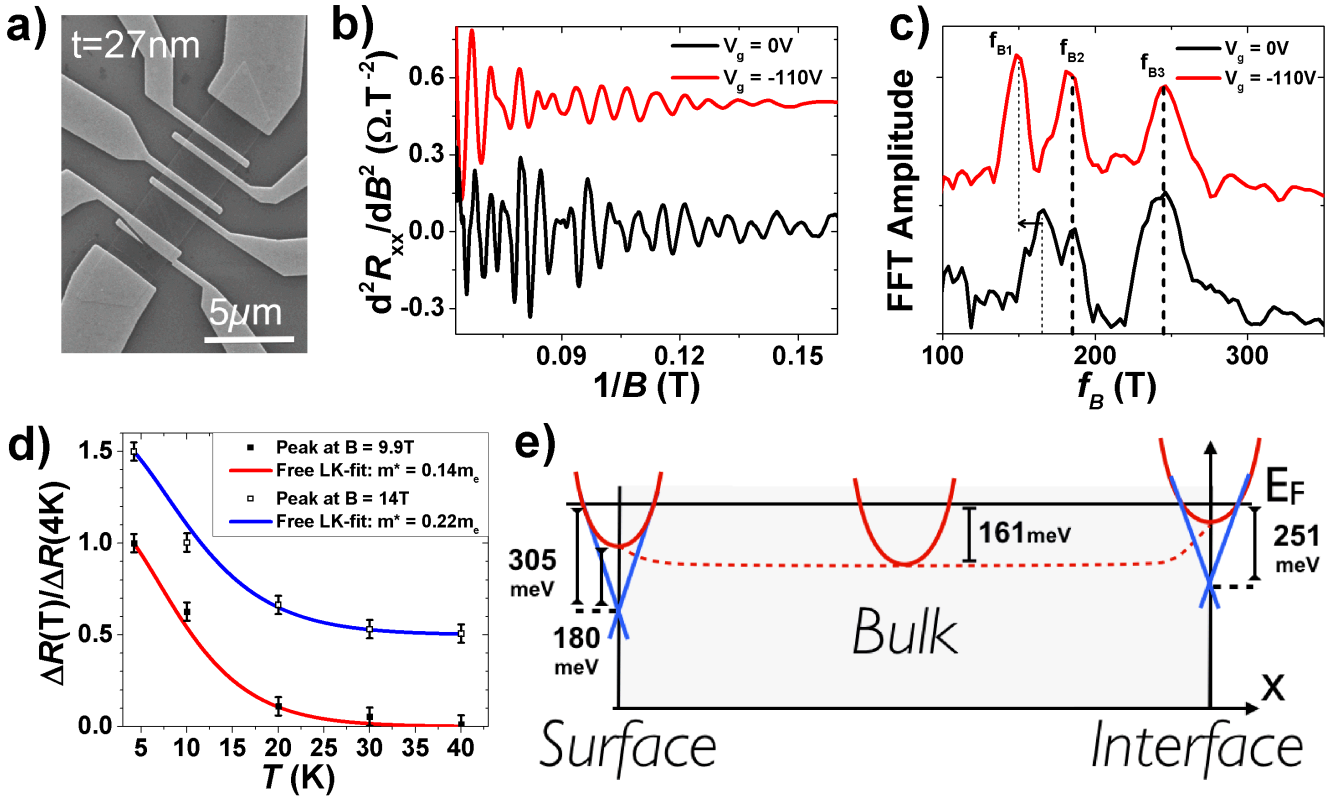 a)
t=27nm
5µm
b)
V_g = 0V
V_g = -110V
0.6
0.3
0.0
-0.3
d²R_xx/dB² (Ω.T⁻²)
0.09
0.12
0.15
1/B (T)
c)
f_B1
f_B2
f_B3
V_g = 0V
V_g = -110V
FFT Amplitude
100
200
300
f_B (T)
d)
Peak at B = 9.9T
Free LK-fit: m* = 0.14m_e
Peak at B = 14T
Free LK-fit: m* = 0.22m_e
1.5
1.0
0.5
0.0
ΔR(T)/ΔR(4K)
5
10
15
20
25
30
35
40
T (K)
e)
E_F
161meV
305
meV
180
meV
251
meV
Bulk
x
Surface
Interface